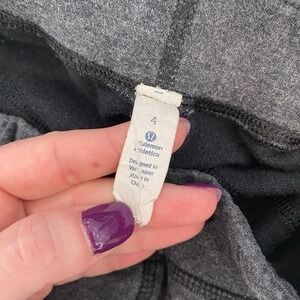 4
lululemon
athletica
Designed in
Vancouver
Made in